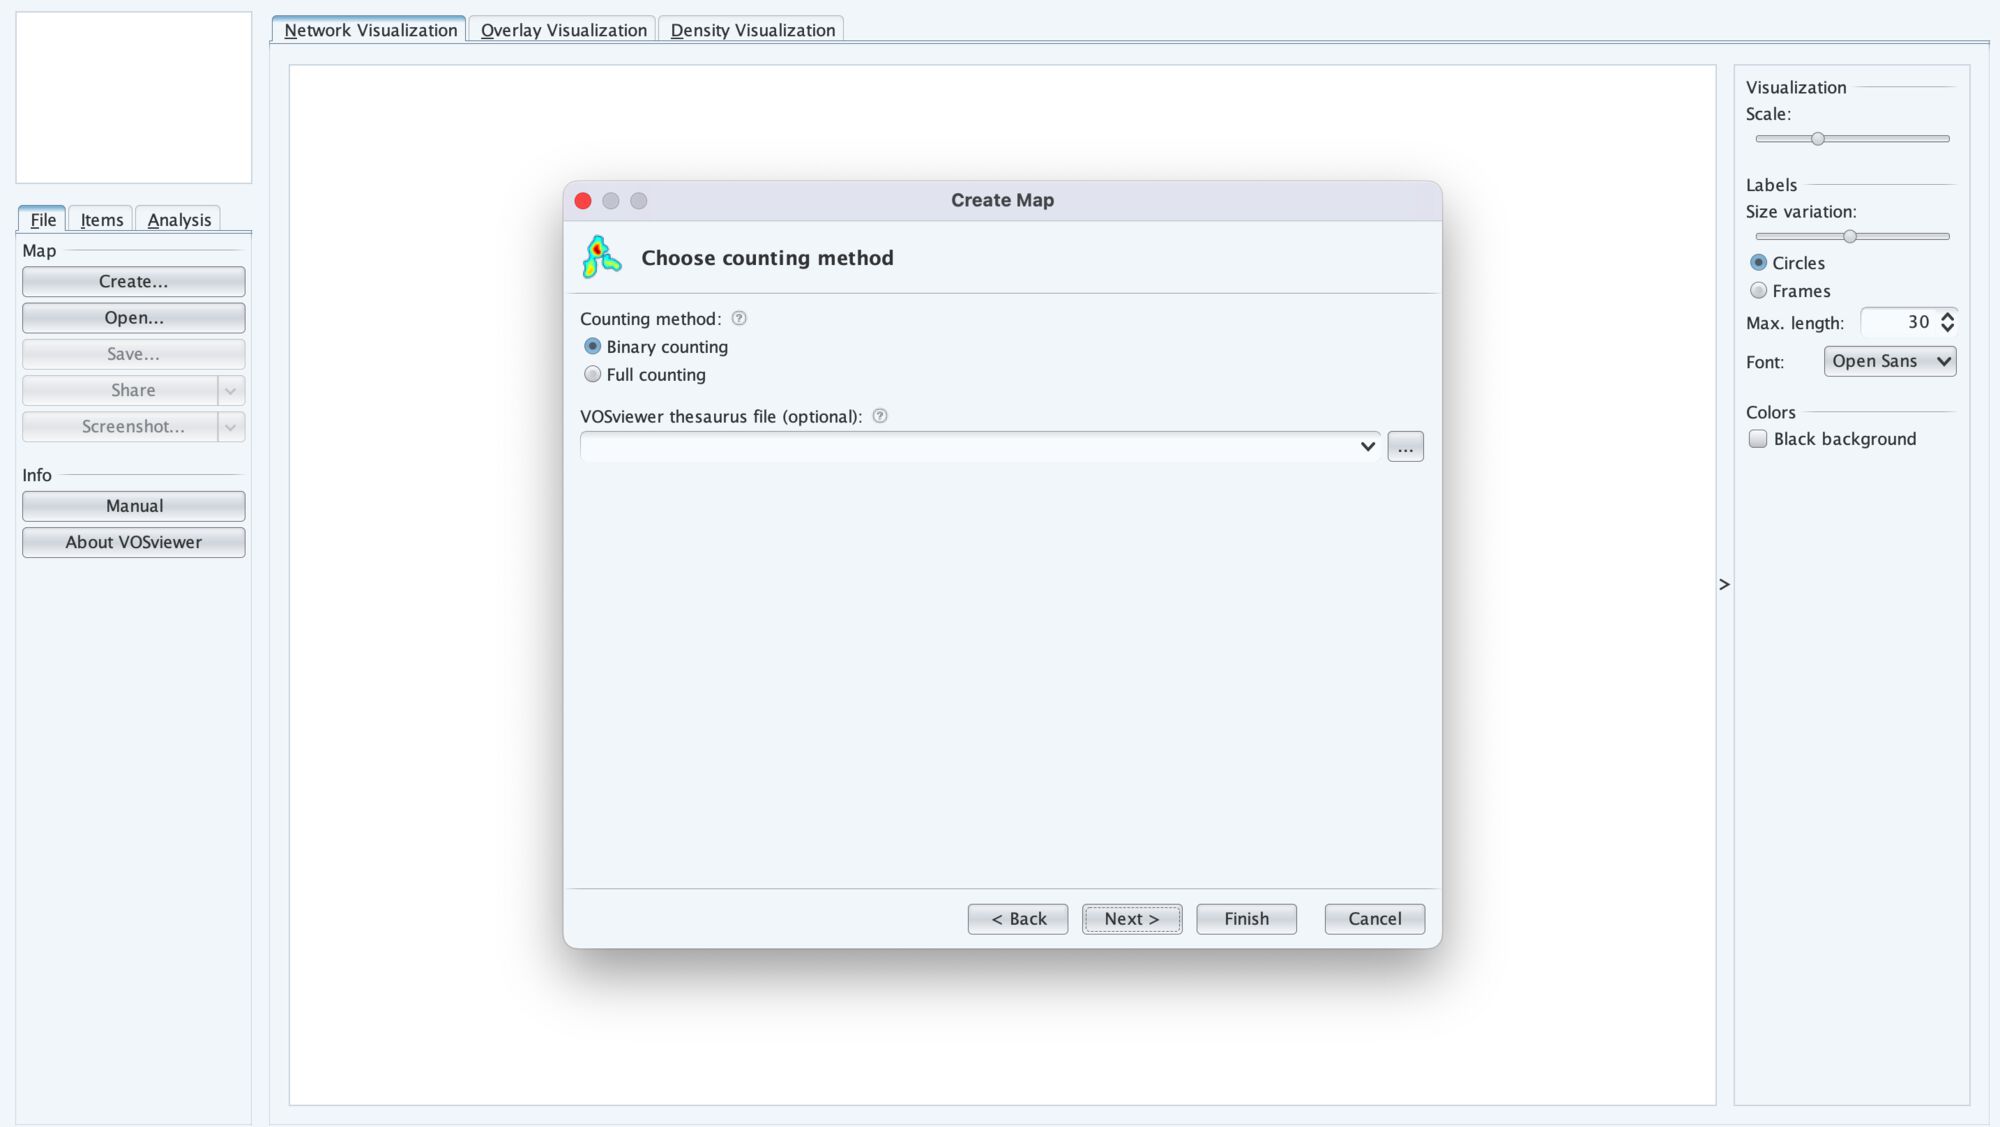 Network Visualization
Overlay Visualization
Density Visualization
File
Items
Analysis
Map
Create...
Open...
Save...
Share
Screenshot...
Info
Manual
About VOSviewer
Create Map
Choose counting method
Counting method: ?
Binary counting
Full counting
VOSviewer thesaurus file (optional): ?
...
< Back
Next >
Finish
Cancel
>
Visualization
Scale:
Labels
Size variation:
Circles
Frames
Max. length: 30
Font: Open Sans
Colors
Black background